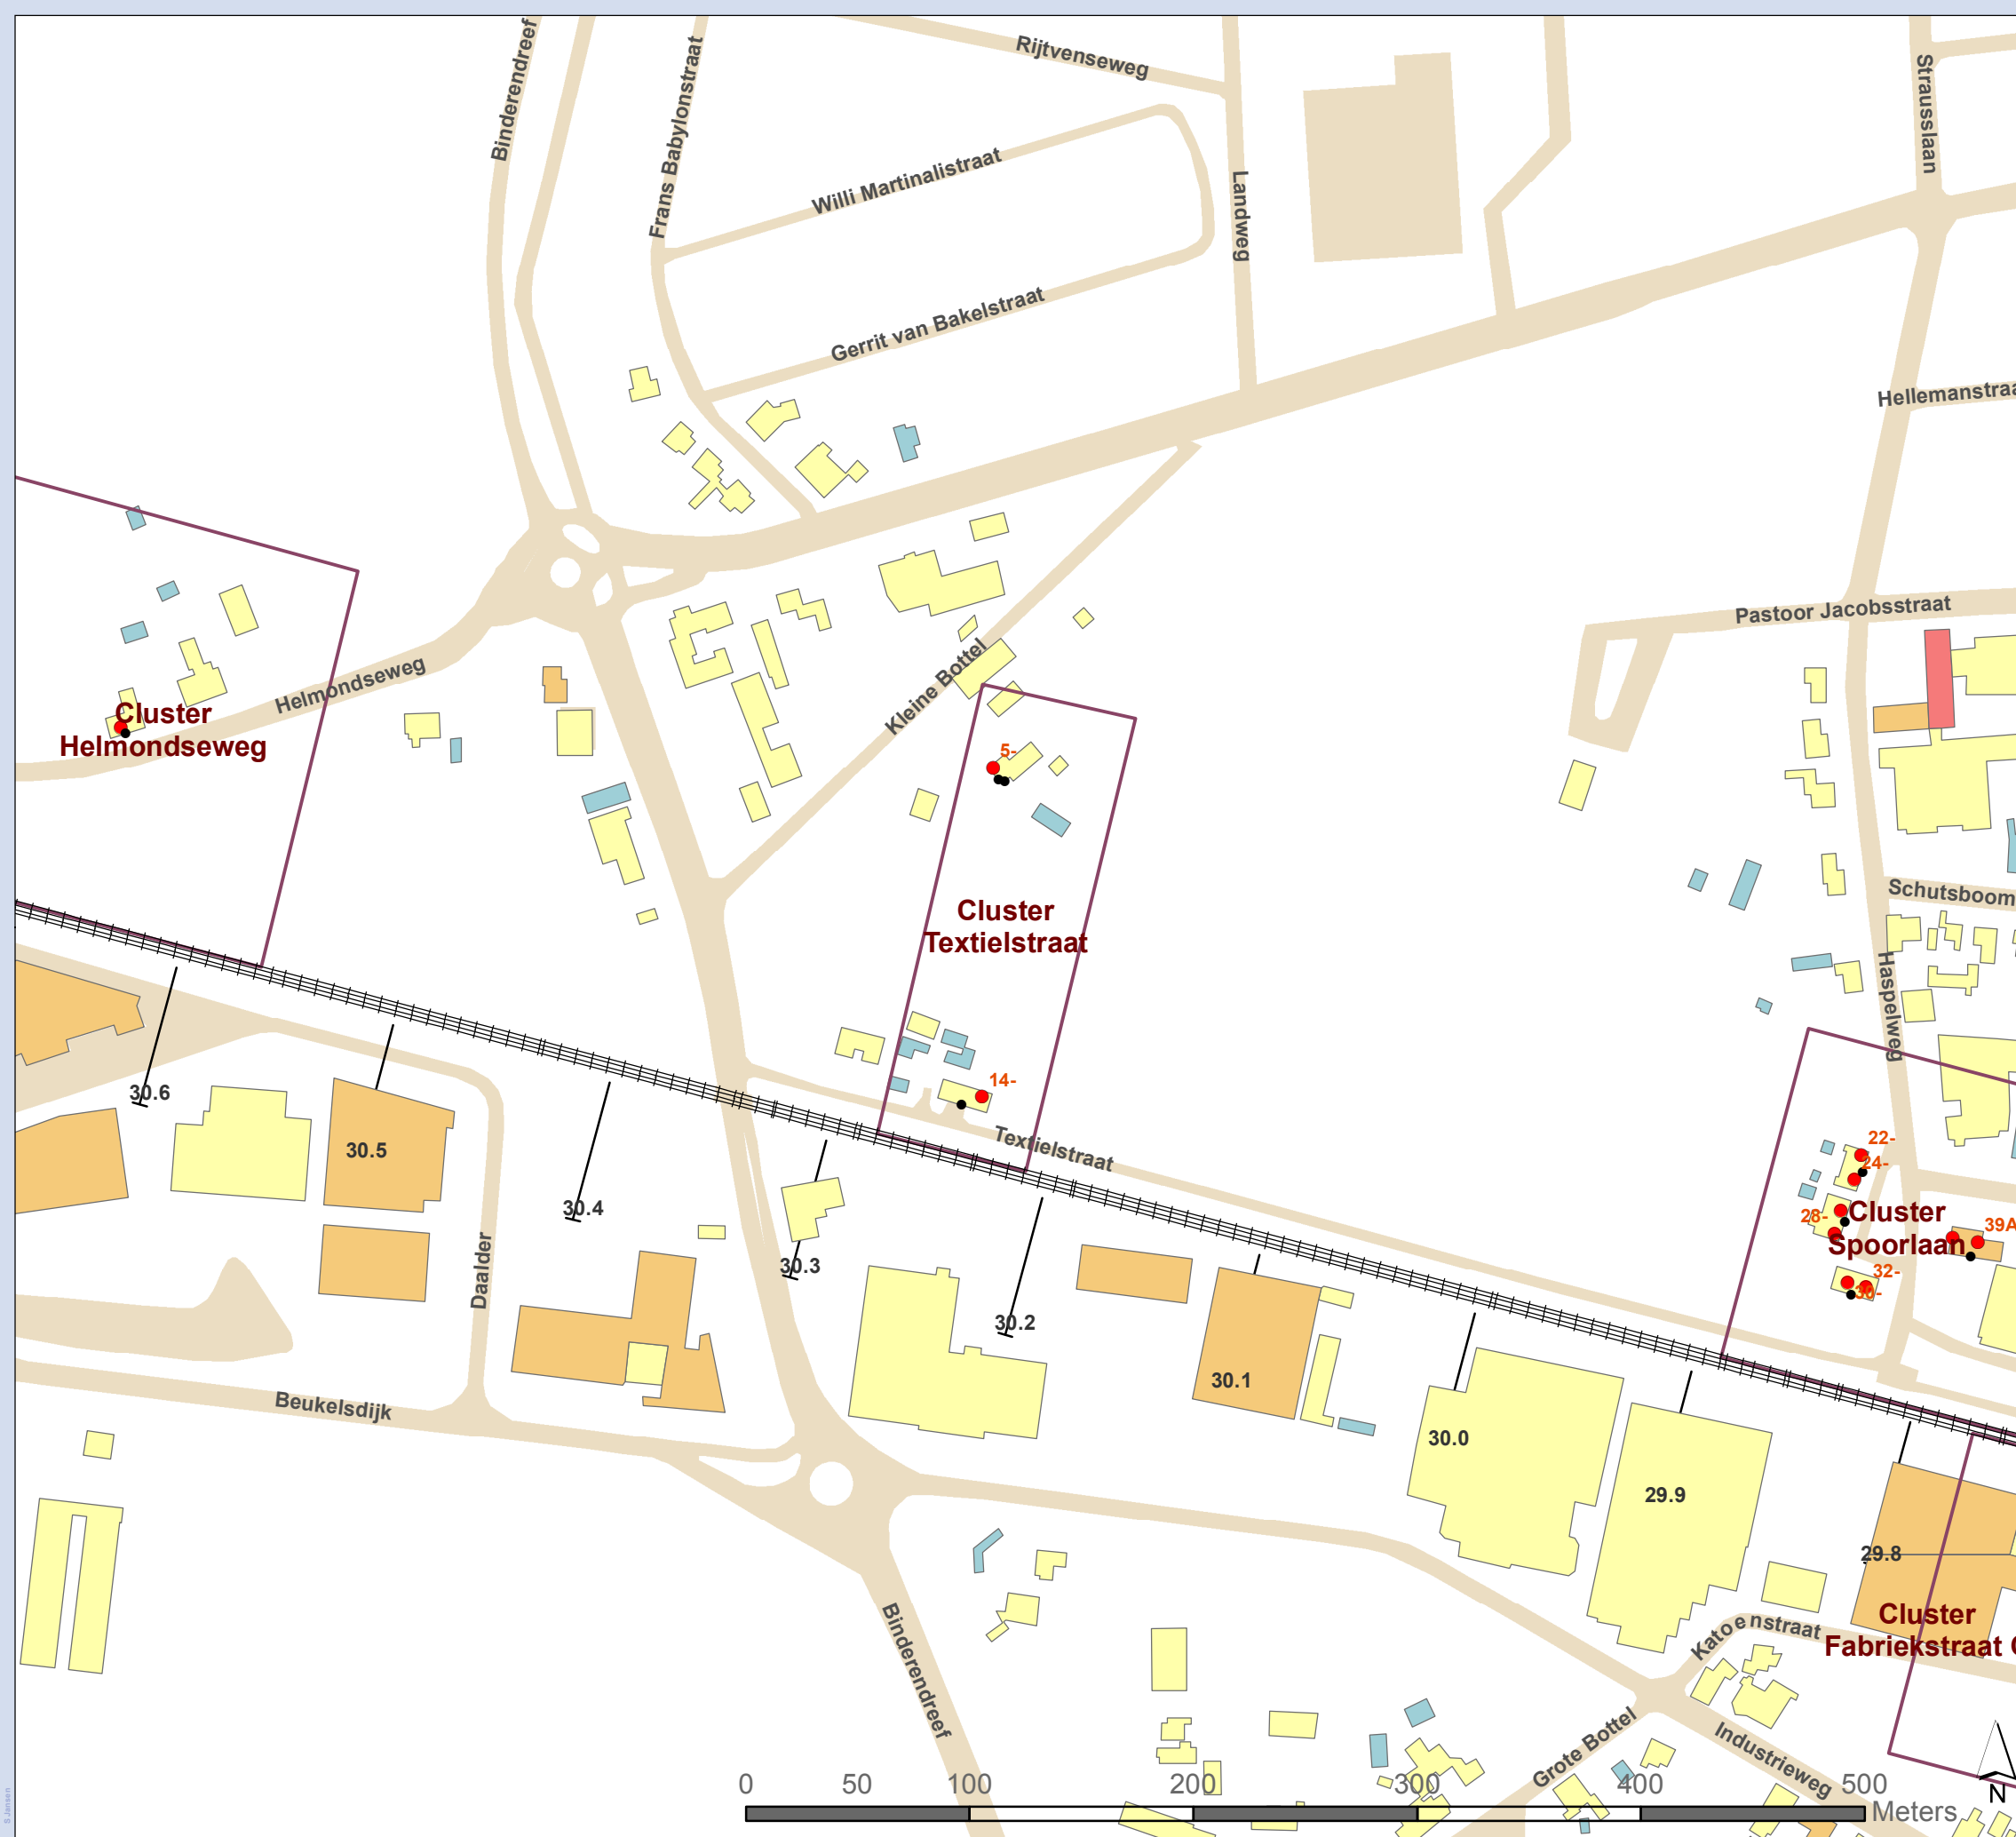 Binderendreef
Frans Babylonstraat
Rijtvenseweg
Strausslaan
Willi Martinalistraat
Landweg
Gerrit van Bakelstraat
Hellemanstraa
Pastoor Jacobsstraat
Helmondseweg
Kleine Bottel
Cluster
Helmondseweg
5-
Schutsboom
Cluster
Textielstraat
Haspelweg
30.6
14-
Textielstraat
30.5
22-
24-
28-
Cluster
Spoorlaan
39A
32-
30-
30.4
Daalder
30.3
30.2
30.1
30.0
Beukelsdijk
29.9
29.8
Cluster
Fabriekstraat
Katoenstraat
Binderendreef
Grote Bottel
Industrieweg
0 50 100 200 300 400 500
Meters
N
S Jansen